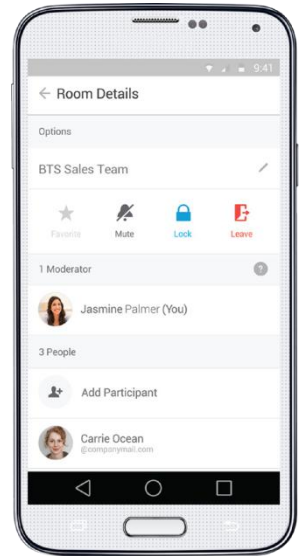 9:41
Room Details
Options
BTS Sales Team
Favorite Mute Lock Leave
1 Moderator
?
Jasmine Palmer (You)
3 People
Add Participant
Carrie Ocean
@companymail.com